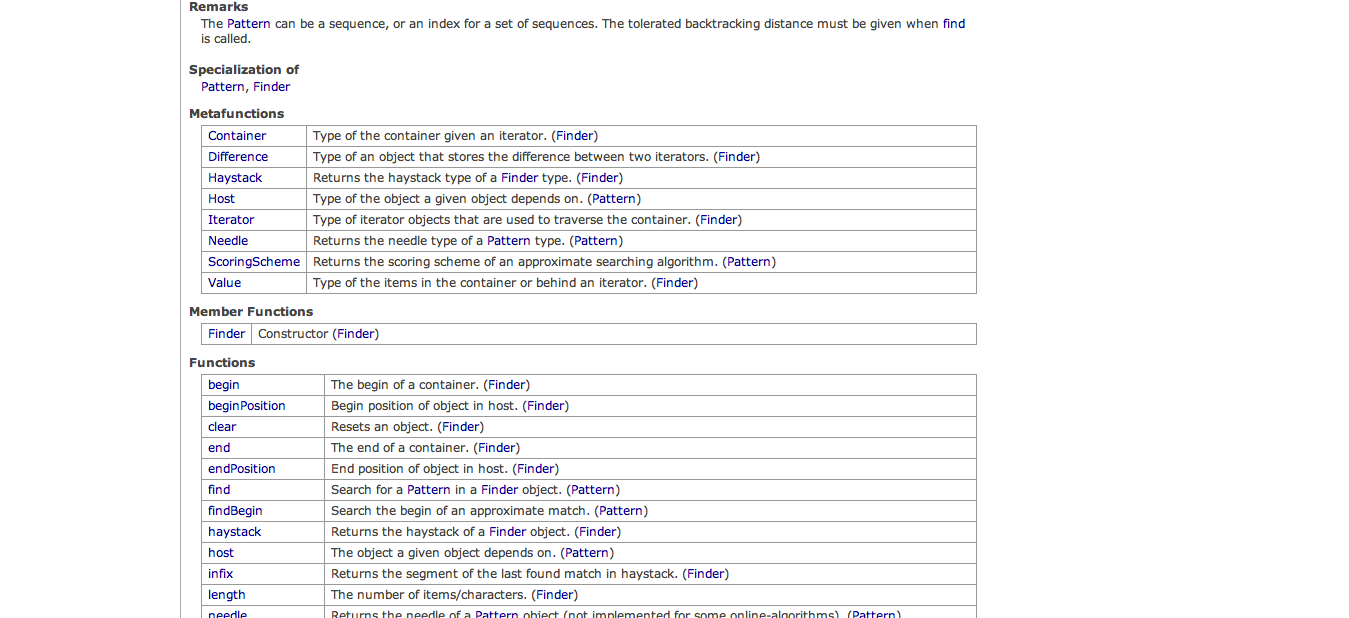 Remarks
The Pattern can be a sequence, or an index for a set of sequences. The tolerated backtracking distance must be given when find
is called.
Specialization of
Pattern, Finder
Metafunctions
Container Type of the container given an iterator. (Finder)
Difference Type of an object that stores the difference between two iterators. (Finder)
Haystack Returns the haystack type of a Finder type. (Finder)
Host Type of the object a given object depends on. (Pattern)
Iterator Type of iterator objects that are used to traverse the container. (Finder)
Needle Returns the needle type of a Pattern type. (Pattern)
ScoringScheme Returns the scoring scheme of an approximate searching algorithm. (Pattern)
Value Type of the items in the container or behind an iterator. (Finder)
Member Functions
Finder Constructor (Finder)
Functions
begin The begin of a container. (Finder)
beginPosition Begin position of object in host. (Finder)
clear Resets an object. (Finder)
end The end of a container. (Finder)
endPosition End position of object in host. (Finder)
find Search for a Pattern in a Finder object. (Pattern)
findBegin Search the begin of an approximate match. (Pattern)
haystack Returns the haystack of a Finder object. (Finder)
host The object a given object depends on. (Pattern)
infix Returns the segment of the last found match in haystack. (Finder)
length The number of items/characters. (Finder)
needle Returns the needle of a Pattern object (not implemented for some online-algorithms). (Pattern)